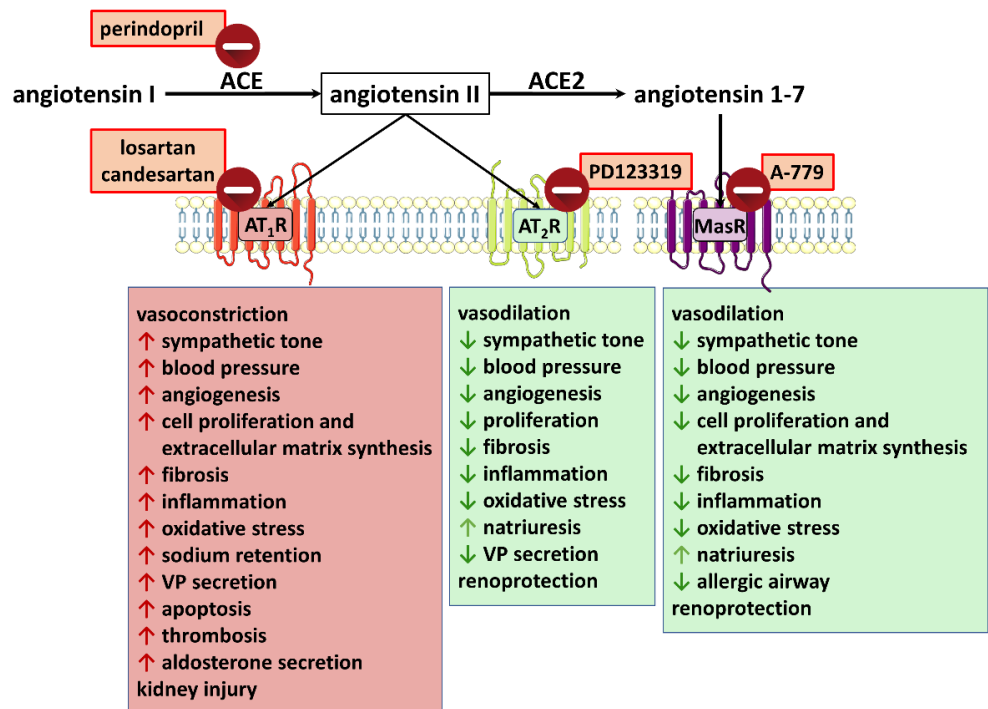 perindopril
ACE
ACE2
angiotensin I
angiotensin II
angiotensin 1-7
losartan
candesartan
PD123319
A-779
AT₁R
AT₂R
MasR
vasoconstriction
↑ sympathetic tone
↑ blood pressure
↑ angiogenesis
↑ cell proliferation and
extracellular matrix synthesis
↑ fibrosis
↑ inflammation
↑ oxidative stress
↑ sodium retention
↑ VP secretion
↑ apoptosis
↑ thrombosis
↑ aldosterone secretion
kidney injury
vasodilation
↓ sympathetic tone
↓ blood pressure
↓ angiogenesis
↓ proliferation
↓ fibrosis
↓ inflammation
↓ oxidative stress
↑ natriuresis
↓ VP secretion
renoprotection
vasodilation
↓ sympathetic tone
↓ blood pressure
↓ angiogenesis
↓ cell proliferation and
extracellular matrix synthesis
↓ fibrosis
↓ inflammation
↓ oxidative stress
↑ natriuresis
↓ allergic airway
renoprotection